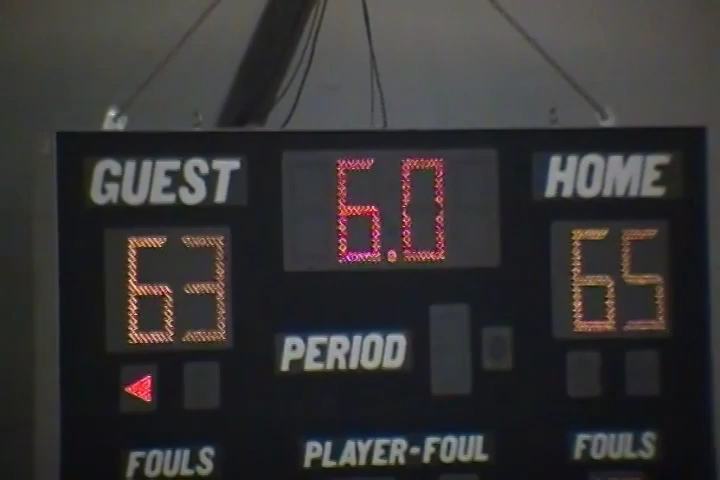 GUEST 6.0 HOME
63 65
PERIOD
FOULS PLAYER-FOUL FOULS